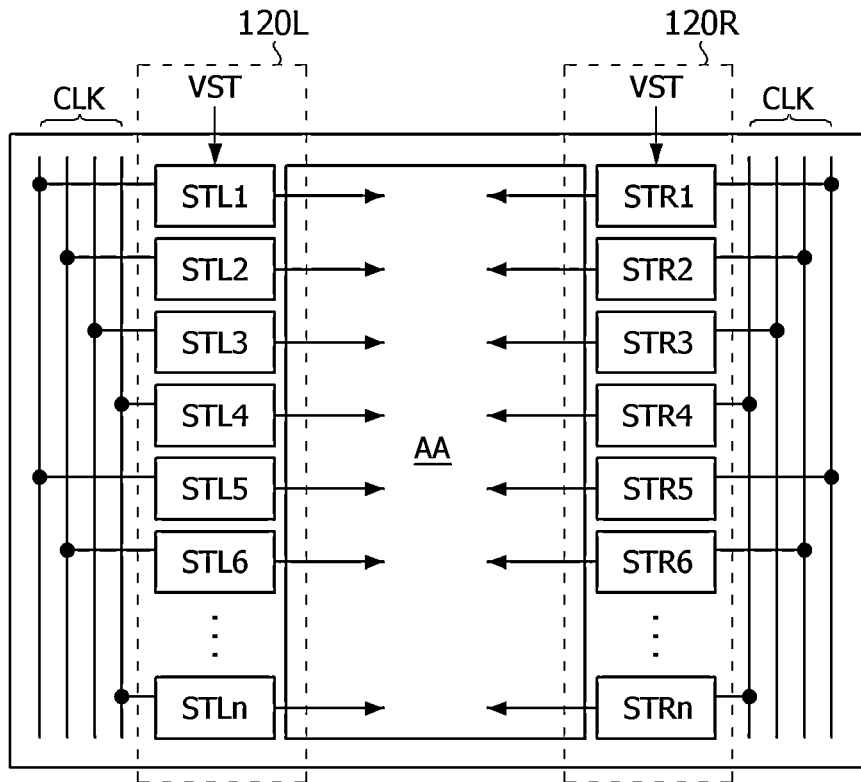 120L 120R
CLK VST VST CLK
STL1 STR1
STL2 STR2
STL3 STR3
STL4 STR4
AA
STL5 STR5
STL6 STR6
STLn STRn